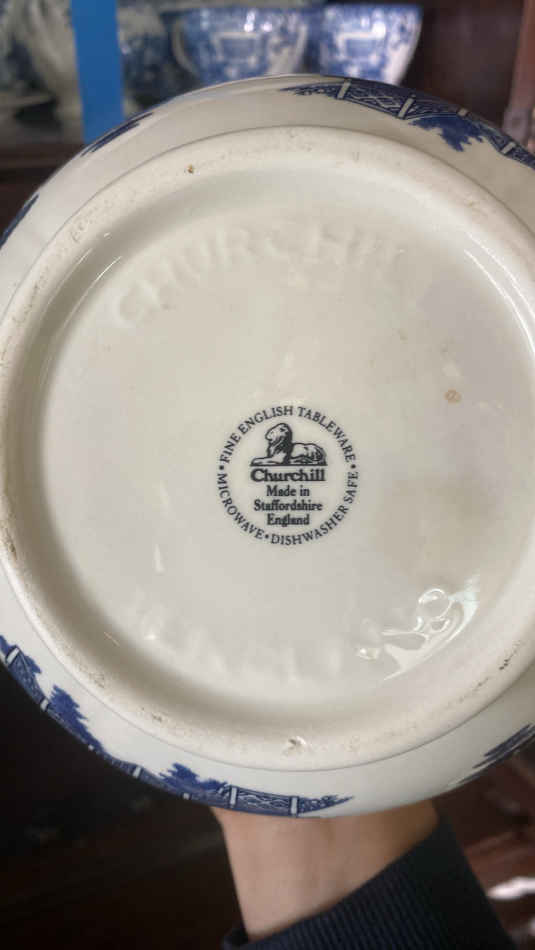 CHURCHILL
• FINE ENGLISH TABLEWARE •
Churchill
Made in
Staffordshire
England
MICROWAVE • DISHWASHER SAFE